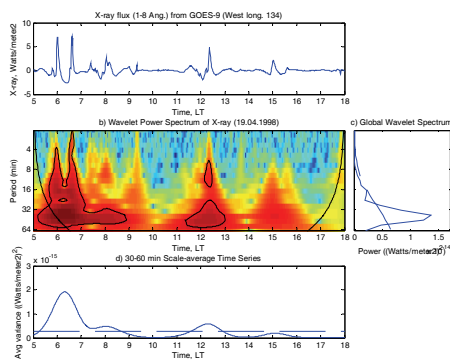 X-ray flux (1-8 Ang.) from GOES-9 (West long. 134)
X-ray, Watts/meter2
10
5
0
-5
5 6 7 8 9 10 11 12 13 14 15 16 17 18
Time, LT
b) Wavelet Power Spectrum of X-ray (19.04.1998)
Period (min)
4
8
16
32
64
5 6 7 8 9 10 11 12 13 14 15 16 17 18
Time, LT
c) Global Wavelet Spectrum
0 0.5 1 1.5
Power ((Watts/meter2)
d) 30-60 min Scale-average Time Series
x 10
-15
Avg variance ((Watts/meter2)
2
)
3
2
1
0
5 6 7 8 9 10 11 12 13 14 15 16 17 18
Time, LT